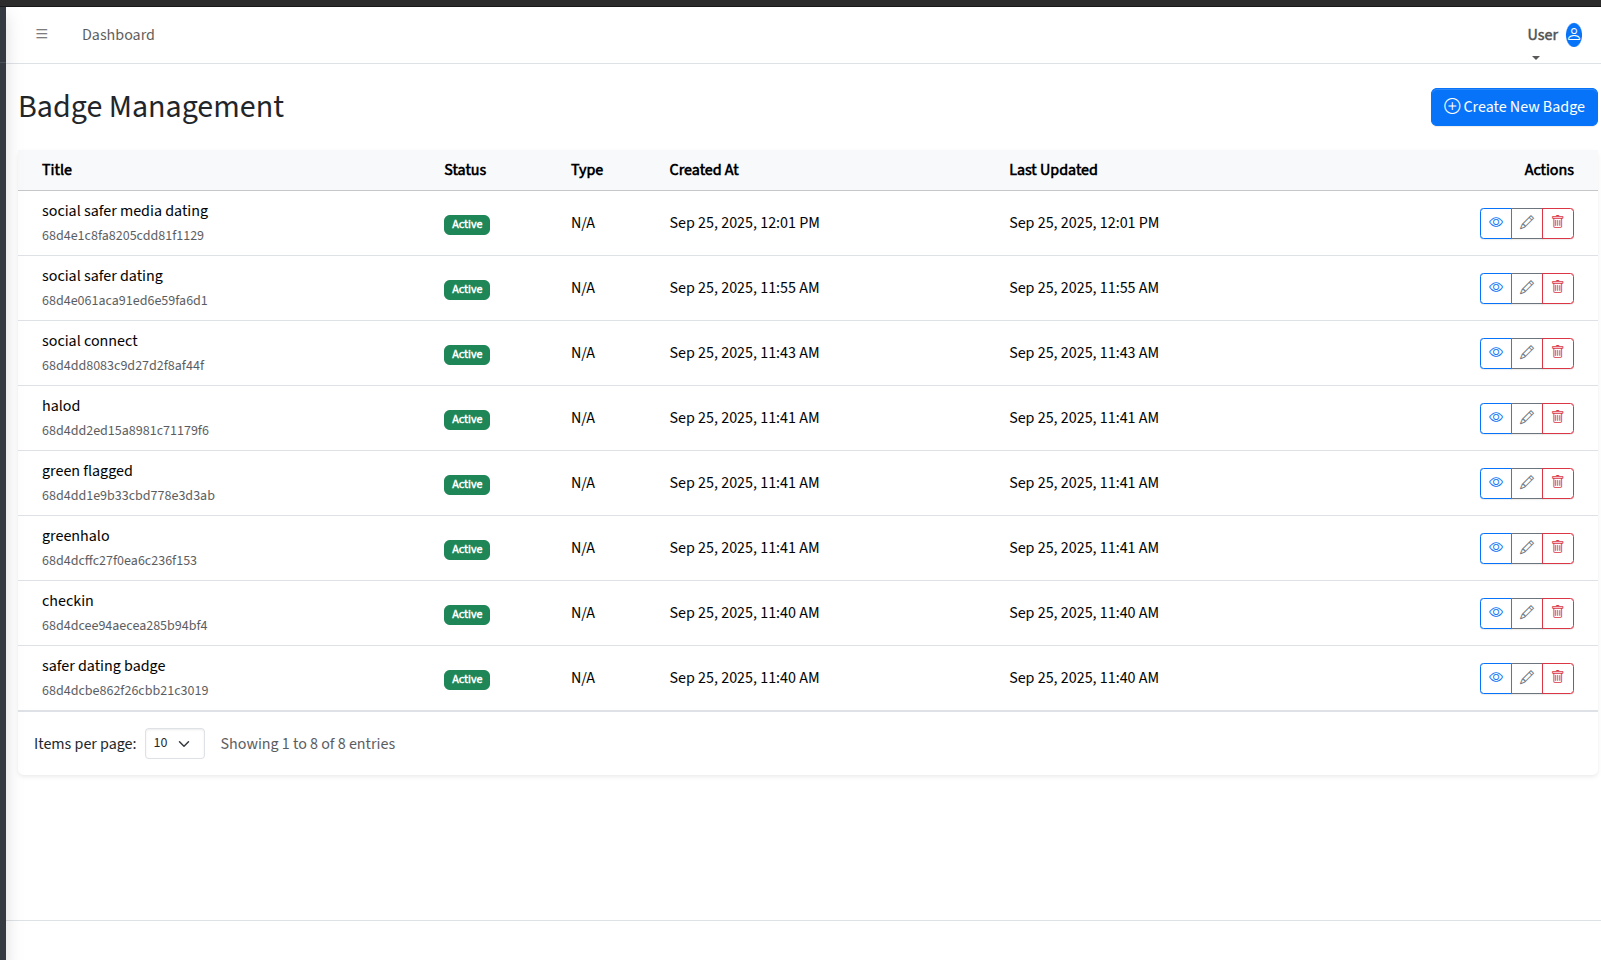 Dashboard
User
Badge Management
Create New Badge
Title Status Type Created At Last Updated Actions
social safer media dating
68d4e1c8fa8205cdd81f1129
Active N/A Sep 25, 2025, 12:01 PM Sep 25, 2025, 12:01 PM
social safer dating
68d4e061aca91ed6e59fa6d1
Active N/A Sep 25, 2025, 11:55 AM Sep 25, 2025, 11:55 AM
social connect
68d4dd8083c9d27d2f8af44f
Active N/A Sep 25, 2025, 11:43 AM Sep 25, 2025, 11:43 AM
halod
68d4dd2ed15a8981c71179f6
Active N/A Sep 25, 2025, 11:41 AM Sep 25, 2025, 11:41 AM
green flagged
68d4dd1e9b33cbd778e3d3ab
Active N/A Sep 25, 2025, 11:41 AM Sep 25, 2025, 11:41 AM
greenhalo
68d4dcffc27f0ea6c236f153
Active N/A Sep 25, 2025, 11:41 AM Sep 25, 2025, 11:41 AM
checkin
68d4dcee94aecea285b94bf4
Active N/A Sep 25, 2025, 11:40 AM Sep 25, 2025, 11:40 AM
safer dating badge
68d4dcbe862f26cbb21c3019
Active N/A Sep 25, 2025, 11:40 AM Sep 25, 2025, 11:40 AM
Items per page: 10 Showing 1 to 8 of 8 entries